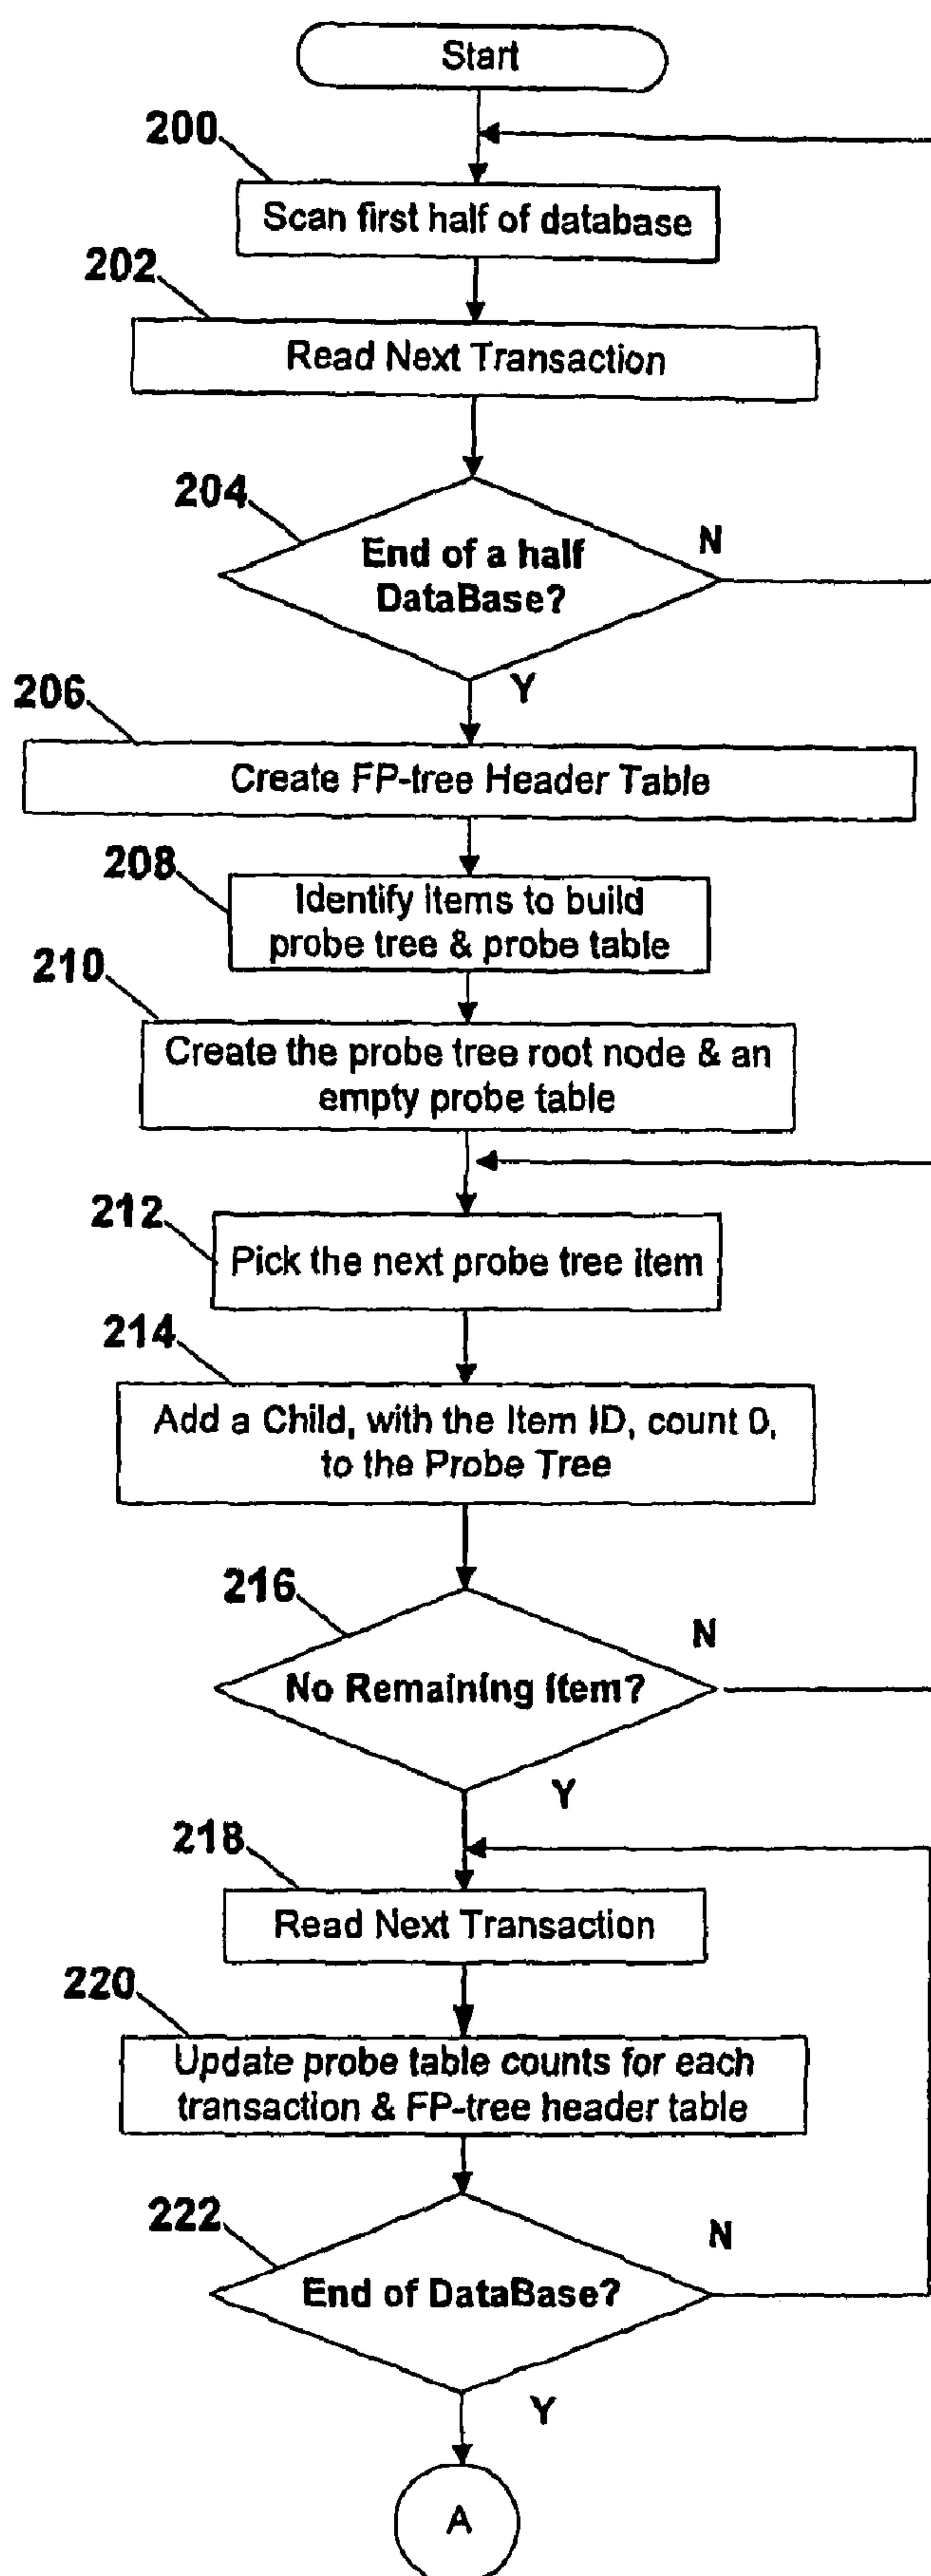 Start
200
Scan first half of database
202
Read Next Transaction
204
End of a half
DataBase?
N
Y
206
Create FP-tree Header Table
208
Identify items to build
probe tree & probe table
210
Create the probe tree root node & an
empty probe table
212
Pick the next probe tree item
214
Add a Child, with the Item ID, count 0,
to the Probe Tree
216
No Remaining Item?
N
Y
218
Read Next Transaction
220
Update probe table counts for each
transaction & FP-tree header table
222
End of DataBase?
N
Y
A